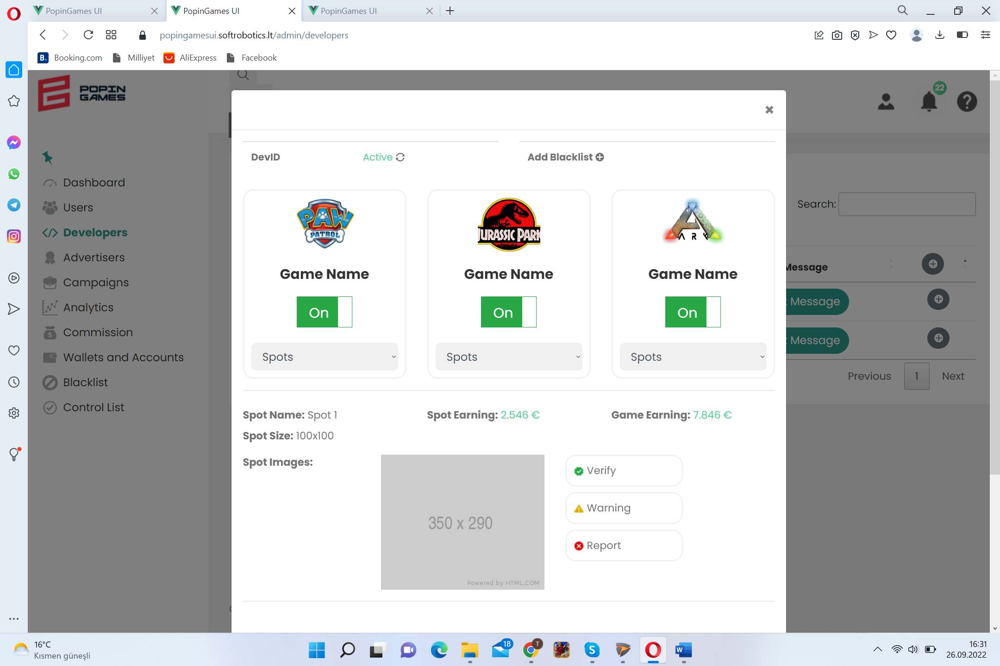 PopinGames UI
PopinGames UI
PopinGames UI
popingamesui.softrobotics.lt/admin/developers
B. Booking.com
Milliyet
AliExpress
Facebook
POPIN
GAMES
22
DevID
Active
Add Blacklist
Dashboard
Users
Developers
Advertisers
Campaigns
Analytics
Commission
Wallets and Accounts
Blacklist
Control List
PAW
PATROL
JURASSIC PARK
ARK
Search:
Game Name
Game Name
Game Name
Message
On
On
On
Message
Message
Spots
Spots
Spots
Previous
1
Next
Spot Name: Spot 1
Spot Earning: 2.546 €
Game Earning: 7.846 €
Spot Size: 100x100
Spot Images:
350 x 290
Powered by HTML.COM
Verify
Warning
Report
16°C
Kısmen güneşli
18
T
S
W
16:31
26.09.2022